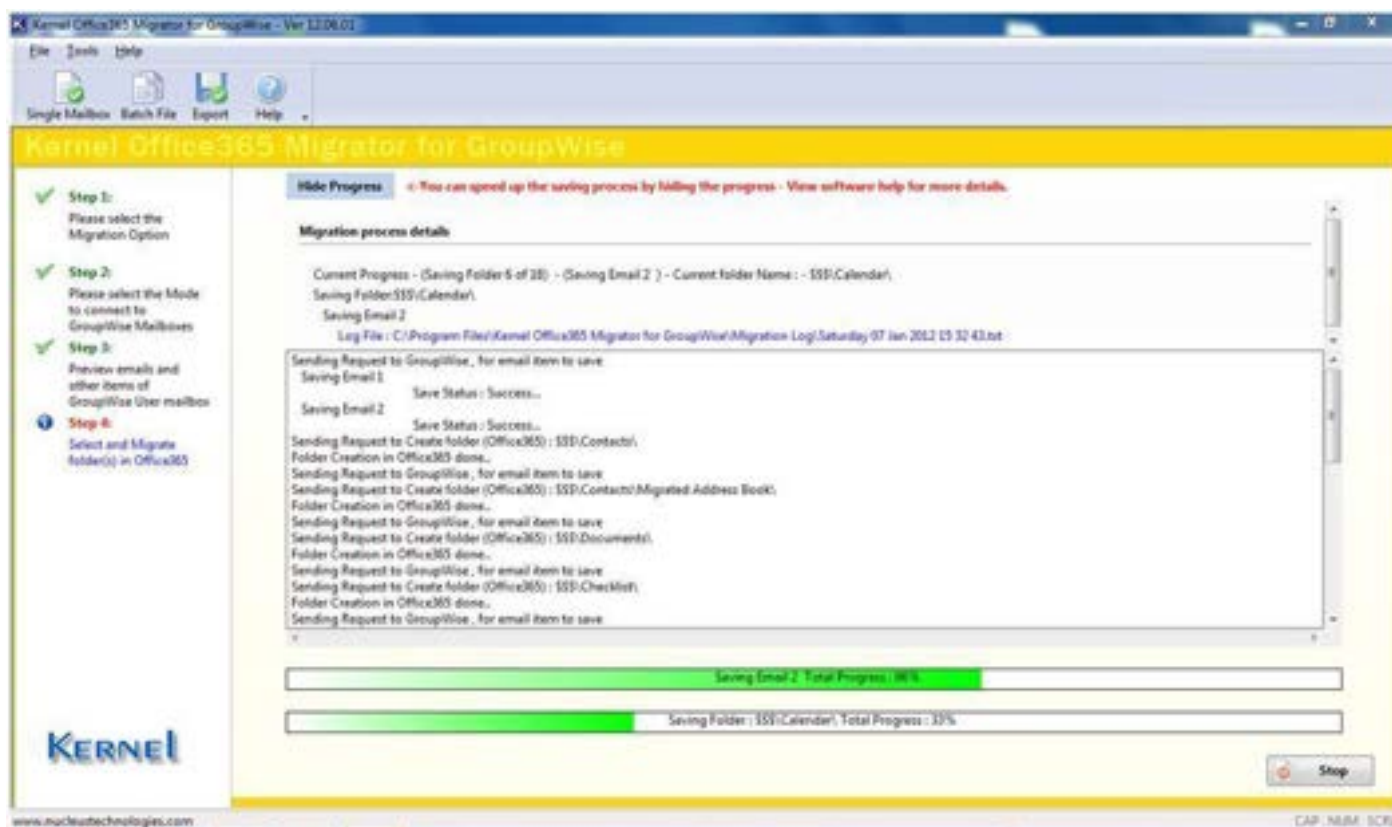 Kernel Office365 Migrator for GroupWise - Ver 12.06.01
File Tools Help
Single Mailbox Batch File Export Help
Kernel Office365 Migrator for GroupWise
Step 1:
Please select the
Migration Option
Step 2:
Please select the Mode
to connect to
GroupWise Mailboxes
Step 3:
Preview emails and
other items of
GroupWise User mailbox
Step 4:
Select and Migrate
folder(s) in Office365
KERNEL
Hide Progress <- You can speed up the saving process by hiding the progress - View software help for more details.
Migration process details
Current Progress - (Saving Folder 6 of 18) - (Saving Email 2 ) - Current folder Name : - SSS\Calendar\
Saving Folder:SSS\Calendar\
Saving Email 2
Log File : C:\Program Files\Kernel Office365 Migrator for GroupWise\Migration Log\Saturday 07 Jan 2012 15 32 43.txt
Sending Request to GroupWise , for email item to save
Saving Email 1
Save Status : Success...
Saving Email 2
Save Status : Success...
Sending Request to Create folder (Office365) : SSS\Contacts\
Folder Creation in Office365 done..
Sending Request to GroupWise , for email item to save
Sending Request to Create folder (Office365) : SSS\Contacts\Migrated Address Book\
Folder Creation in Office365 done..
Sending Request to GroupWise , for email item to save
Sending Request to Create folder (Office365) : SSS\Documents\
Folder Creation in Office365 done..
Sending Request to GroupWise , for email item to save
Sending Request to Create folder (Office365) : SSS\Checklist\
Folder Creation in Office365 done..
Sending Request to GroupWise , for email item to save
Saving Email 2 Total Progress : 66%
Saving Folder : SSS\Calendar\ Total Progress : 33%
Stop
www.nucleustechnologies.com
CAP NUM SCR